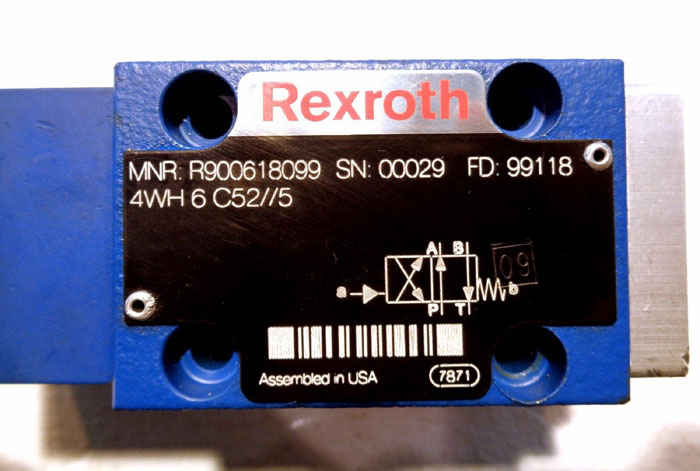 Rexroth
MNR: R900618099 SN: 00029 FD: 99118
4WH 6 C52//5
A B
09
a b
P T
Assembled in USA 7871